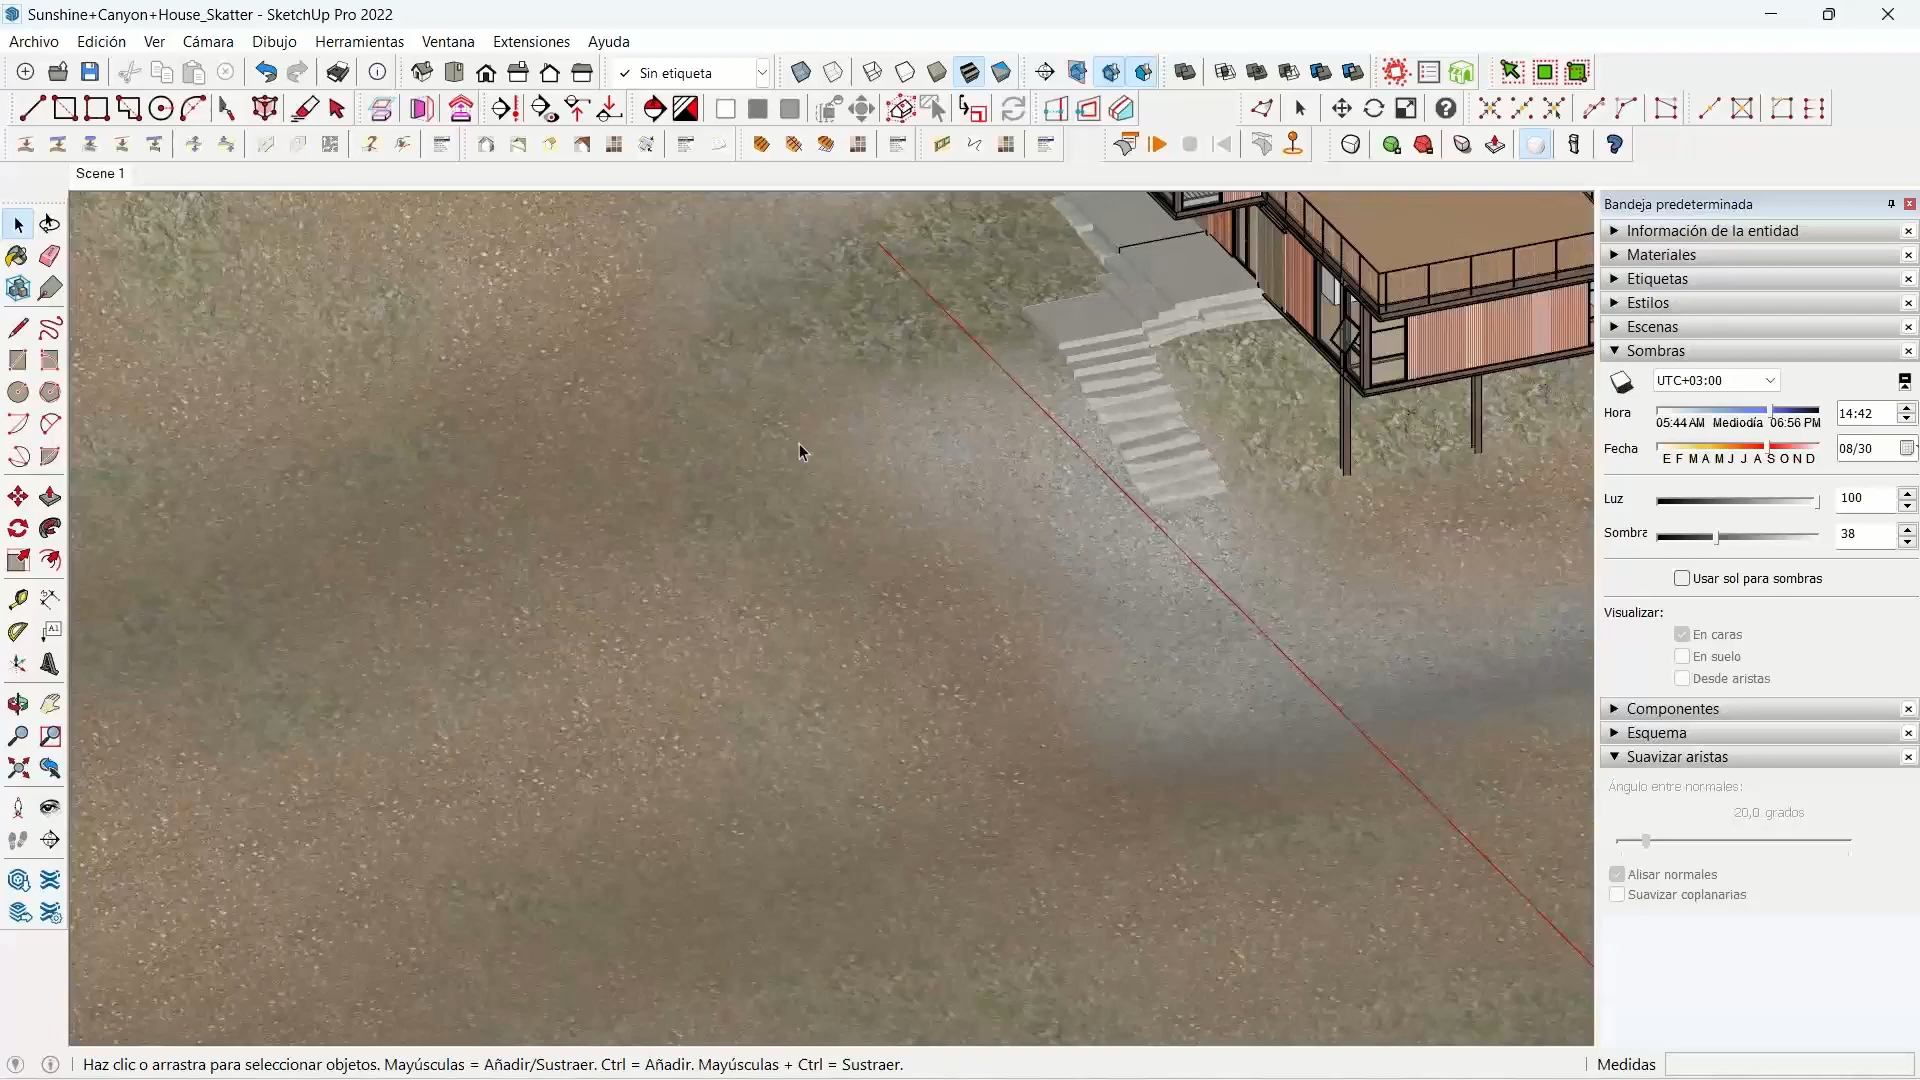 Sunshine+Canyon+House_Skatter - SketchUp Pro 2022
Archivo Edición Ver Cámara Dibujo Herramientas Ventana Extensiones Ayuda
Sin etiqueta
Scene 1
Bandeja predeterminada
Información de la entidad
Materiales
Etiquetas
Estilos
Escenas
Sombras
UTC+03:00
Hora 14:42
05:44 AM Mediodía 06:56 PM
Fecha 08/30
E F M A M J J A S O N D
Luz 100
Sombra 38
Usar sol para sombras
Visualizar:
En caras
En suelo
Desde aristas
Componentes
Esquema
Suavizar aristas
Ángulo entre normales:
20,0 grados
Alisar normales
Suavizar coplanarias
A1
Haz clic o arrastra para seleccionar objetos. Mayúsculas = Añadir/Sustraer. Ctrl = Añadir. Mayúsculas + Ctrl = Sustraer.
Medidas